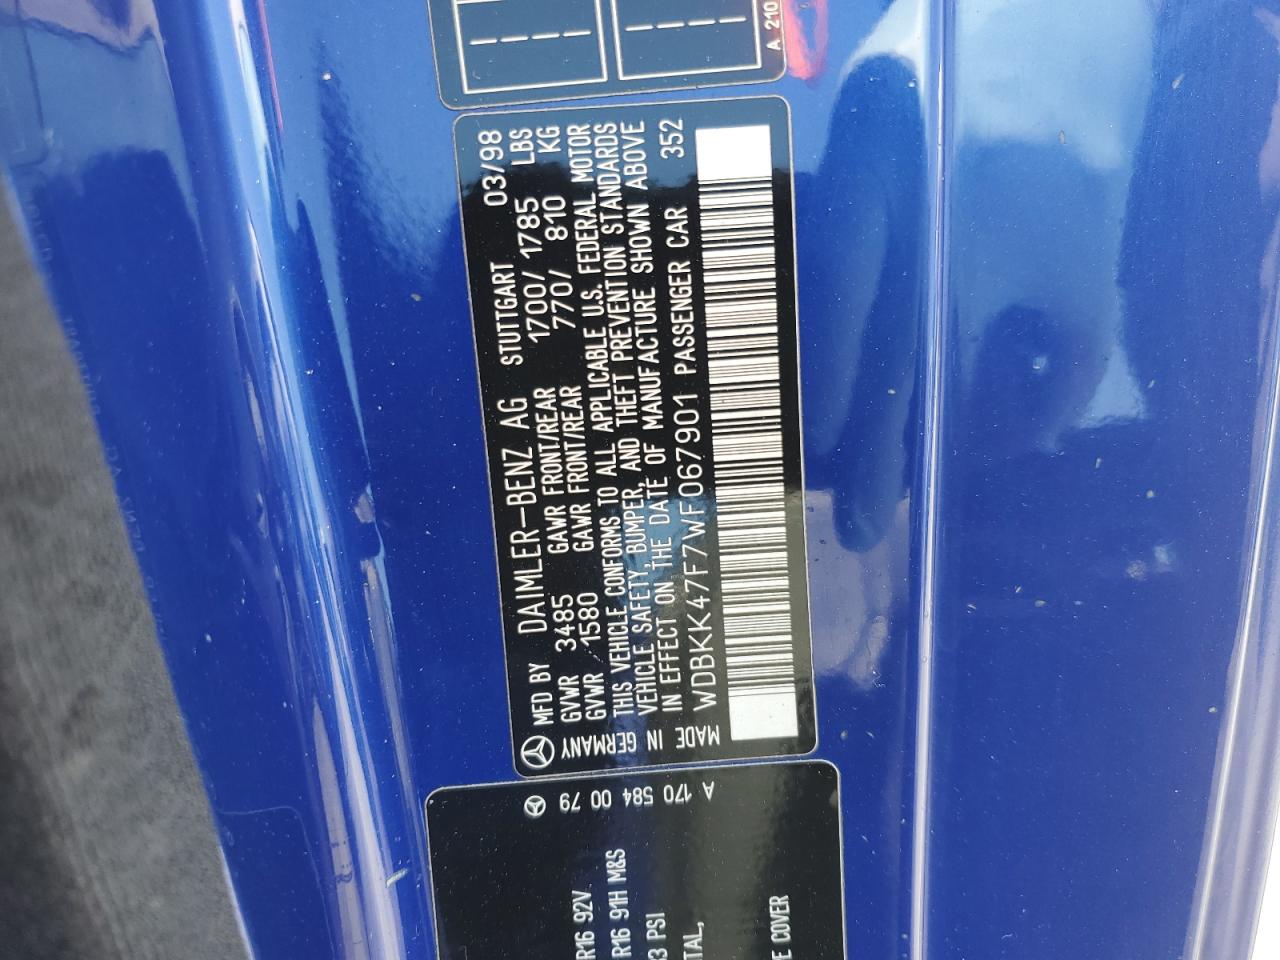 A 210
MFD BY DAIMLER-BENZ AG STUTTGART 03/98
GVWR 3485 GAWR FRONT/REAR 1700/ 1785 LBS
GVWR 1580 GAWR FRONT/REAR 770/ 810 KG
THIS VEHICLE CONFORMS TO ALL APPLICABLE U.S. FEDERAL MOTOR
VEHICLE SAFETY, BUMPER, AND THEFT PREVENTION STANDARDS
IN EFFECT ON THE DATE OF MANUFACTURE SHOWN ABOVE
WDBKK47F7WF067901 PASSENGER CAR 352
MADE IN GERMANY
A 170 584 00 79
R16 92V
R16 91H M&S
33 PSI
TAL,
E COVER